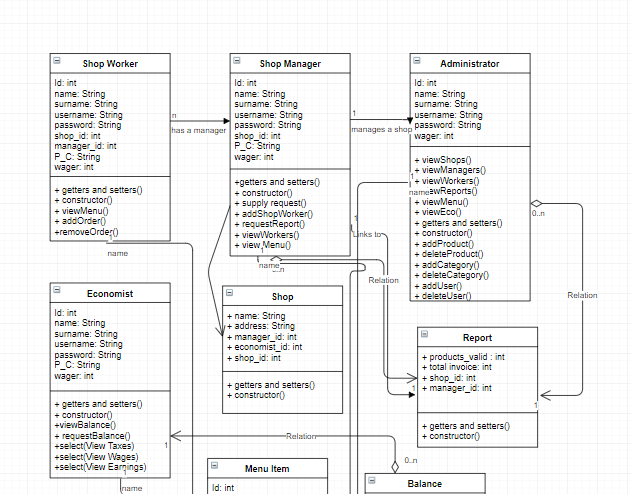 Shop Worker
Id: int
name: String
surname: String
username: String
password: String
shop_id: int
manager_id: int
P_C: String
wager: int
+ getters and setters()
+ constructor()
+ viewMenu()
+ addOrder()
+removeOrder()
1
name
n
has a manager
Shop Manager
Id: int
name: String
surname: String
username: String
password: String
shop_id: int
P_C: String
wage: int
+getters and setters()
+ constructor()
+ supply request()
+ addShopWorker()
+ requestReport()
+ viewWorkers()
+ view Menu()
1
name
0..n
1
manages a shop
Administrator
Id: int
name: String
surname: String
username: String
password: String
P_C: String
wager: int
+ viewShops()
+ viewManagers()
+ viewWorkers()
ewReports()
+ viewMenu()
+ viewEco()
+ getters and setters()
+ constructor()
+ addProduct()
+ deleteProduct()
+ addCategory()
+ deleteCategory()
+ addUser()
+ deleteUser()
1
name
1
Links to
Relation
0..n
Relation
Economist
Id: int
name: String
surname: String
username: String
password: String
P_C: String
wager: int
+ getters and setters()
+ constructor()
+viewBalance()
+ requestBalance()
+select(View Taxes)
+select(View Wages)
+select(View Earnings)
1
1
name
Shop
+ name: String
+ address: String
+ manager_id: int
+ economist_id: int
+ shop_id: int
+ getters and setters()
+ constructor()
Report
+ products_valid : int
+ total invoice: int
+ shop_id: int
+ manager_id: int
+ getters and setters()
+ constructor()
1
1
Relation
0..n
Menu Item
Id: int
Balance